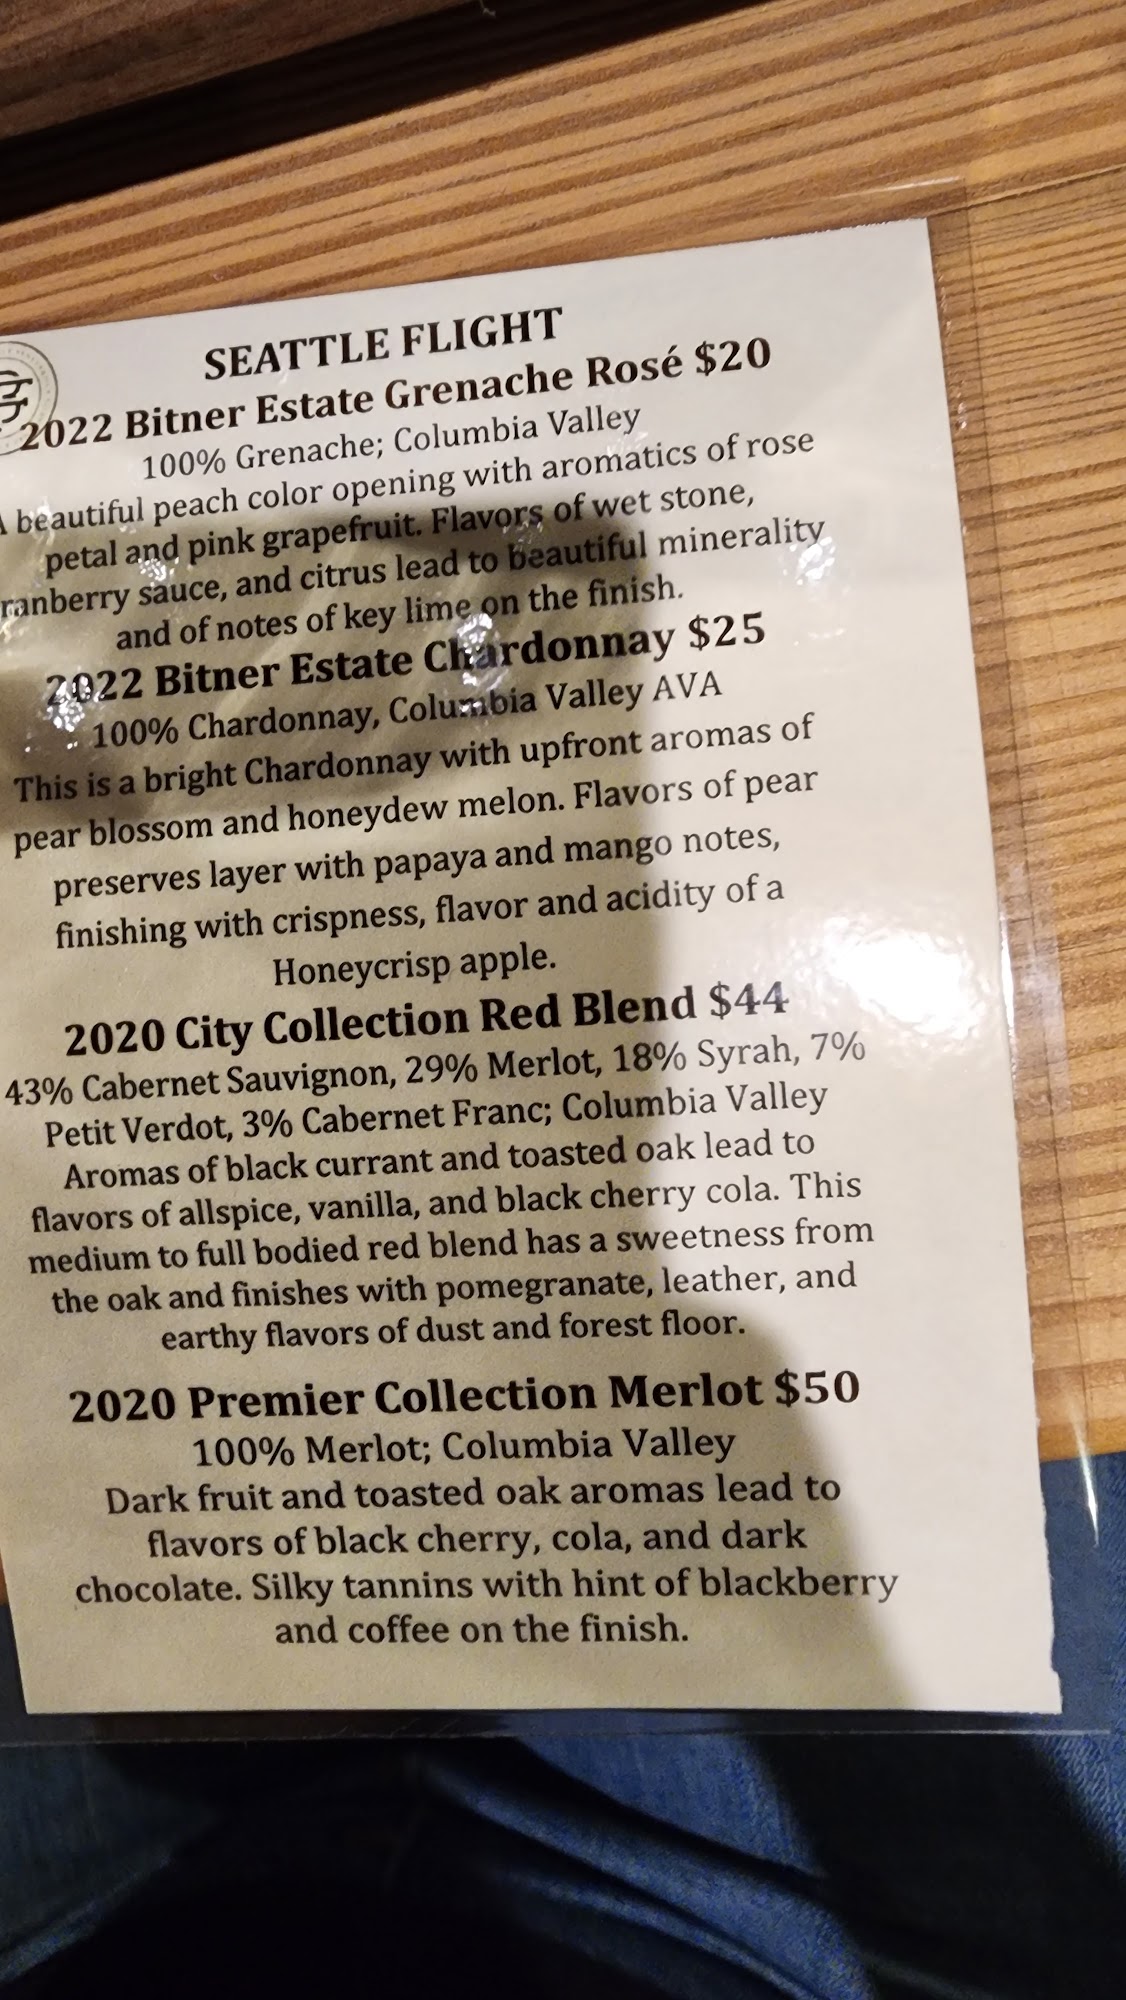 SEATTLE FLIGHT
2022 Bitner Estate Grenache Rosé $20
100% Grenache; Columbia Valley
A beautiful peach color opening with aromatics of rose
petal and pink grapefruit. Flavors of wet stone,
ranberry sauce, and citrus lead to beautiful minerality
and of notes of key lime on the finish.
2022 Bitner Estate Chardonnay $25
100% Chardonnay, Columbia Valley AVA
This is a bright Chardonnay with upfront aromas of
pear blossom and honeydew melon. Flavors of pear
preserves layer with papaya and mango notes,
finishing with crispness, flavor and acidity of a
Honeycrisp apple.
2020 City Collection Red Blend $44
43% Cabernet Sauvignon, 29% Merlot, 18% Syrah, 7%
Petit Verdot, 3% Cabernet Franc; Columbia Valley
Aromas of black currant and toasted oak lead to
flavors of allspice, vanilla, and black cherry cola. This
medium to full bodied red blend has a sweetness from
the oak and finishes with pomegranate, leather, and
earthy flavors of dust and forest floor.
2020 Premier Collection Merlot $50
100% Merlot; Columbia Valley
Dark fruit and toasted oak aromas lead to
flavors of black cherry, cola, and dark
chocolate. Silky tannins with hint of blackberry
and coffee on the finish.